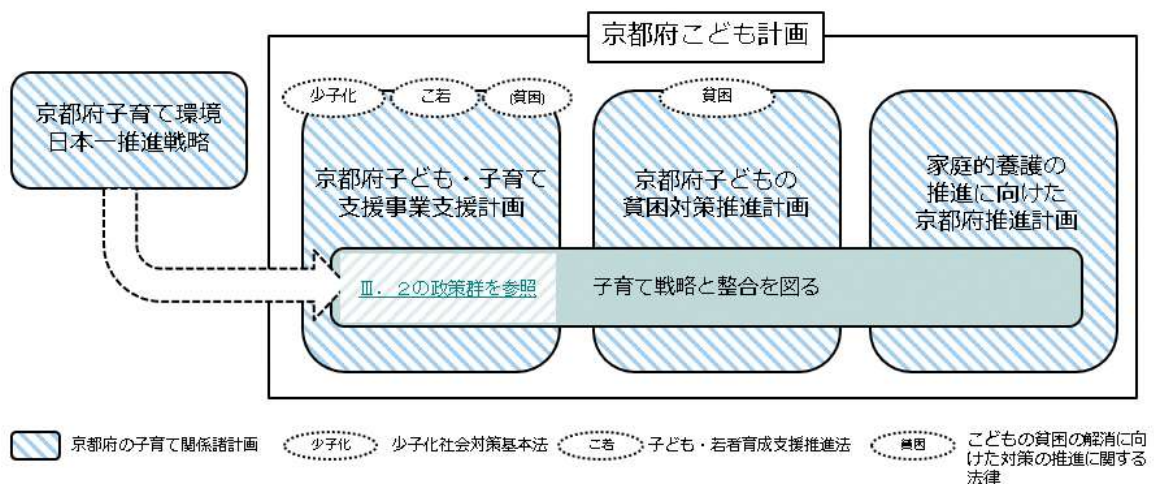 京都府こども計画
京都府子育て環境
日本一推進戦略
少子化
こ若
(貧困)
貧困
京都府子ども・子育て
支援事業支援計画
京都府子どもの
貧困対策推進計画
家庭的養護の
推進に向けた
京都府推進計画
Ⅲ．２の政策群を参照
子育て戦略と整合を図る
京都府の子育て関係諸計画
少子化
少子化社会対策基本法
こ若
子ども・若者育成支援推進法
貧困
こどもの貧困の解消に向
けた対策の推進に関する
法律